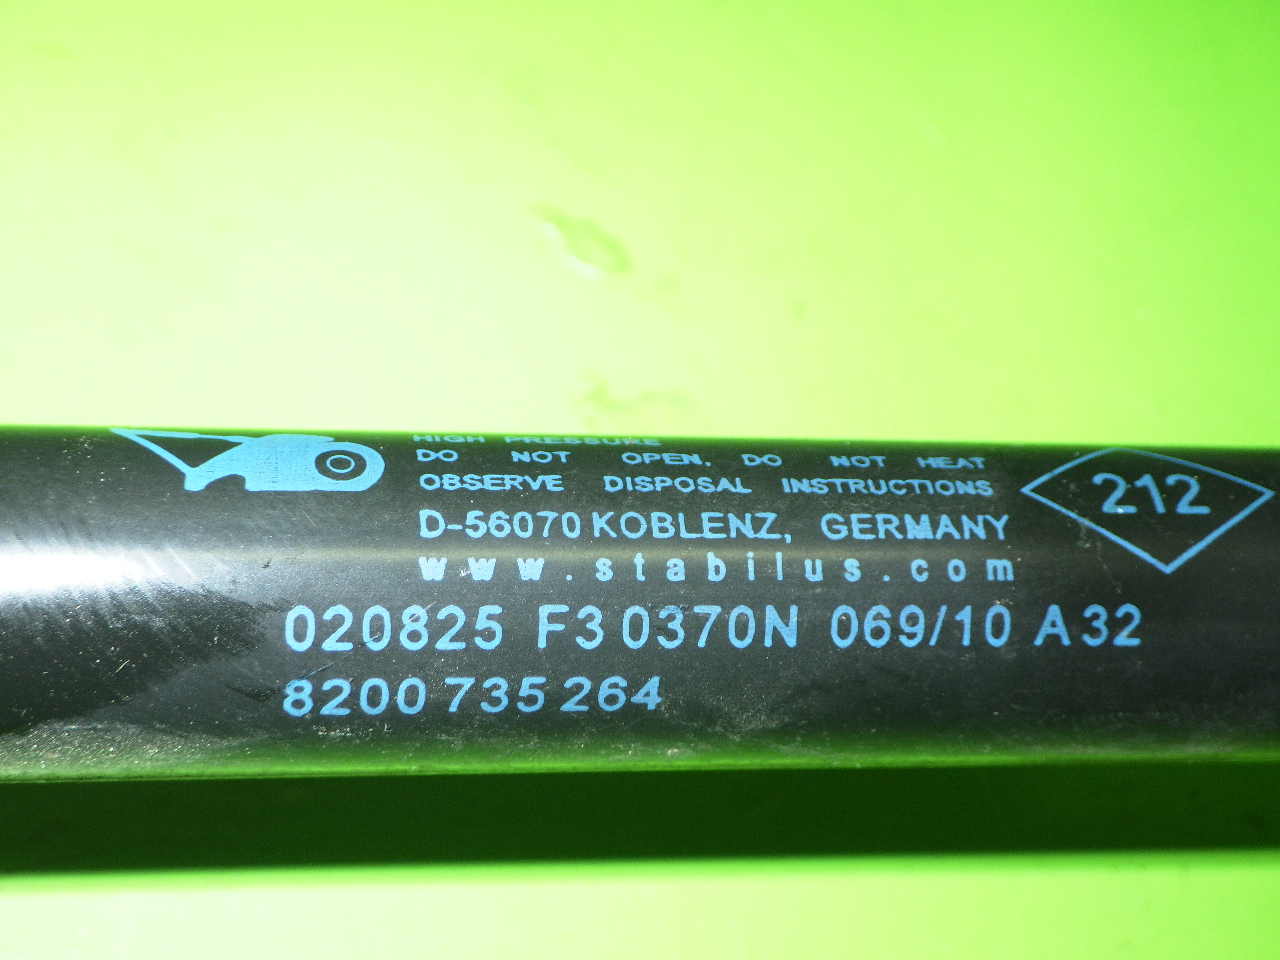 HIGH PRESSURE
DO NOT OPEN, DO NOT HEAT
OBSERVE DISPOSAL INSTRUCTIONS
D-56070 KOBLENZ, GERMANY
www.stabilus.com
212
020825 F3 0370N 069/10 A32
8200 735 264